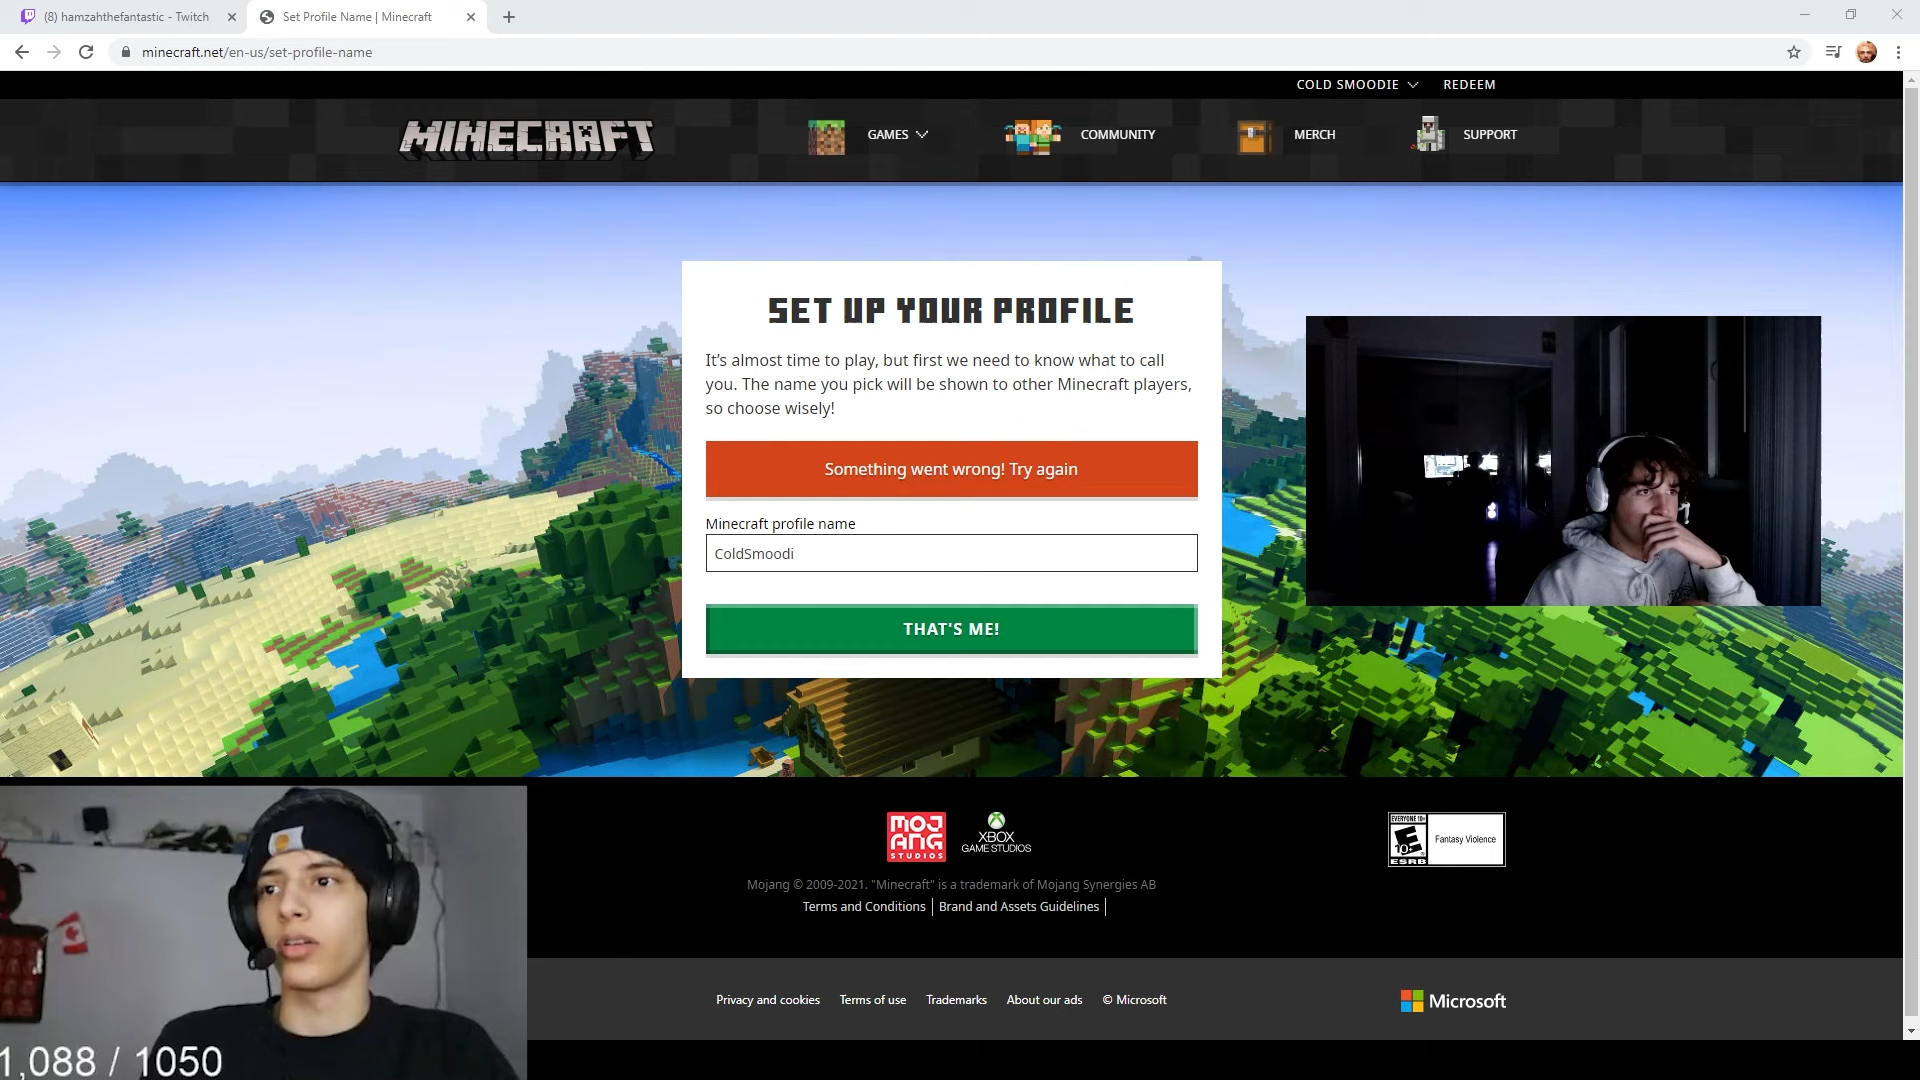 (8) hamzahthefantastic - Twitch
Set Profile Name | Minecraft
minecraft.net/en-us/set-profile-name
COLD SMOODIE
REDEEM
MINECRAFT
GAMES
COMMUNITY
MERCH
SUPPORT
SET UP YOUR PROFILE
It’s almost time to play, but first we need to know what to call
you. The name you pick will be shown to other Minecraft players,
so choose wisely!
Something went wrong! Try again
Minecraft profile name
ColdSmoodi
THAT'S ME!
MOJANG
STUDIOS
XBOX
GAME STUDIOS
EVERYONE 10+
E
10+
ESRB
Fantasy Violence
Mojang © 2009-2021. "Minecraft" is a trademark of Mojang Synergies AB
Terms and Conditions
Brand and Assets Guidelines
Privacy and cookies
Terms of use
Trademarks
About our ads
© Microsoft
Microsoft
1,088 / 1050